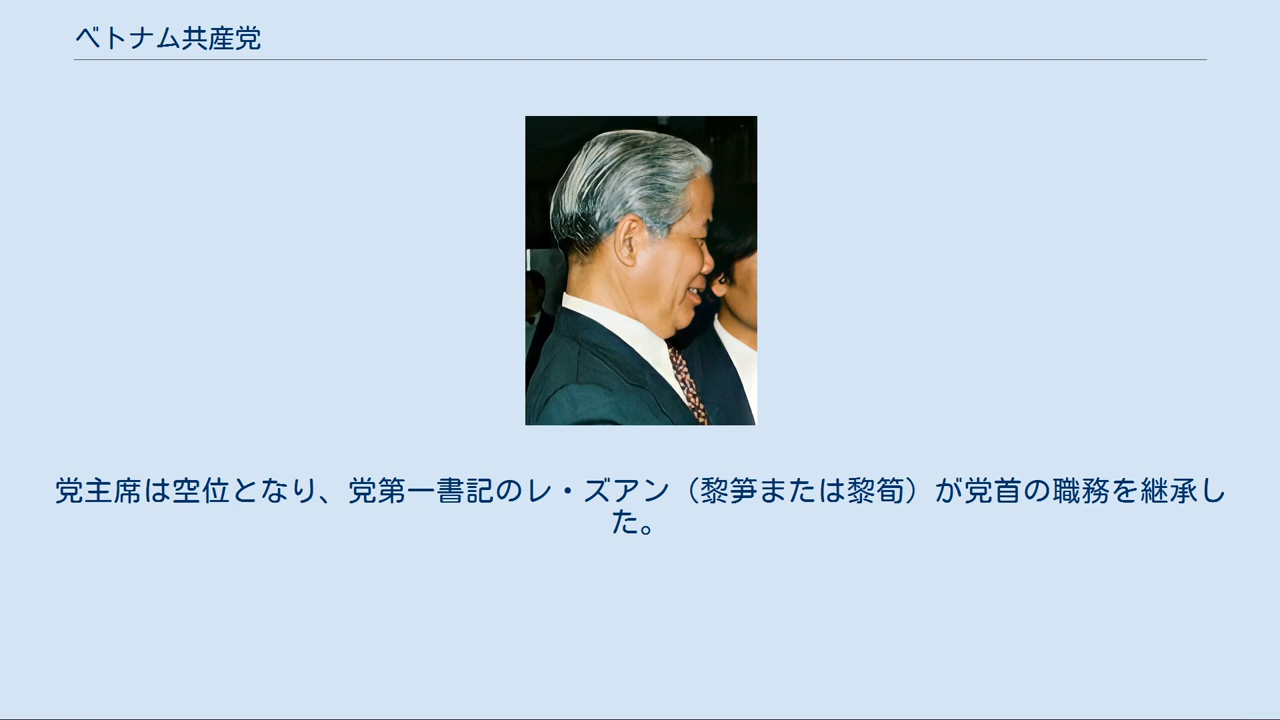 ベトナム共産党
党主席は空位となり、党第一書記のレ・ズアン（黎笋または黎筍）が党首の職務を継承し
た。